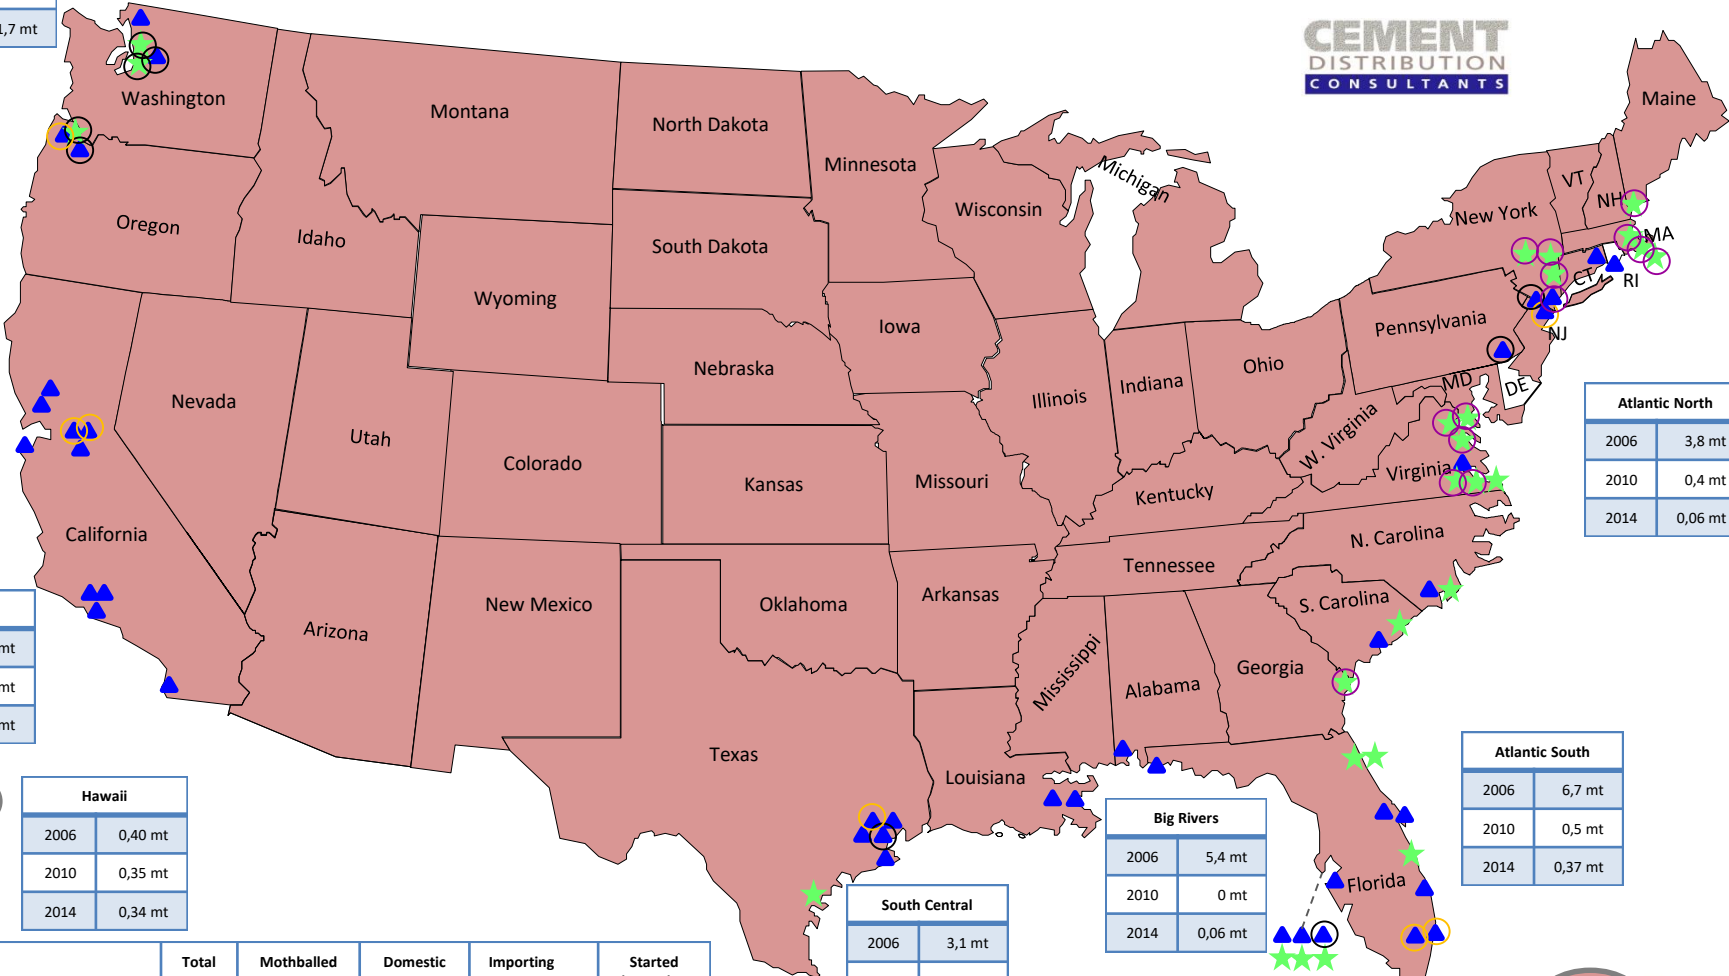 1,7 mt
CEMENT
DISTRIBUTION
CONSULTANTS
Washington
Montana
North Dakota
Minnesota
Michigan
Wisconsin
Maine
VT
NH
New York
MA
RI
CT
Oregon
Idaho
South Dakota
Wyoming
Iowa
Pennsylvania
NJ
Nebraska
Illinois
Indiana
Ohio
MD
DE
Nevada
Utah
Colorado
Kansas
Missouri
W. Virginia
Virginia
Kentucky
Atlantic North
2006 3,8 mt
2010 0,4 mt
2014 0,06 mt
California
Arizona
New Mexico
Oklahoma
Arkansas
Tennessee
N. Carolina
S. Carolina
mt
mt
mt
Texas
Louisiana
Mississippi
Alabama
Georgia
Florida
Atlantic South
2006 6,7 mt
2010 0,5 mt
2014 0,37 mt
Hawaii
2006 0,40 mt
2010 0,35 mt
2014 0,34 mt
Big Rivers
2006 5,4 mt
2010 0 mt
2014 0,06 mt
South Central
2006 3,1 mt
Total Mothballed Domestic Importing Started